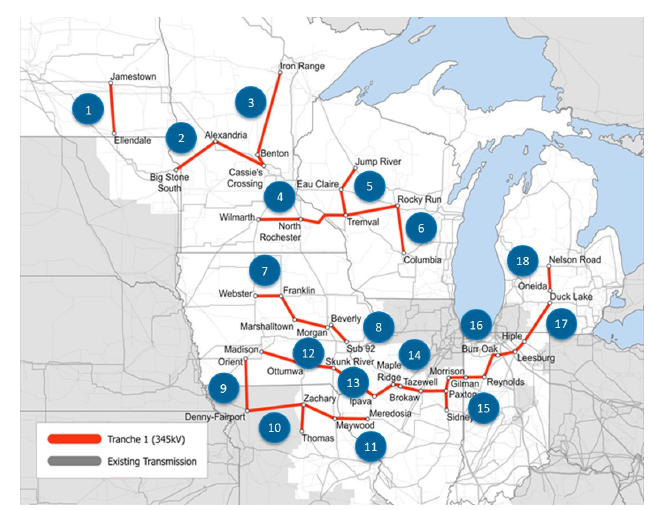 Iron Range
Jamestown
3
1
2
Alexandria
Ellendale
Benton
Jump River
Big Stone
South
Cassie's
Crossing
Eau Claire
5
4
Rocky Run
Wilmarth
North
Rochester
Tremval
6
Columbia
18
Nelson Road
7
Oneida
Webster
Franklin
Duck Lake
Beverly
16
17
Marshalltown
Morgan
8
Hiple
Sub 92
Burr Oak
Madison
12
14
Leesburg
Orient
Skunk River
Ottumwa
Maple
Ridge
Morrison
13
Tazewell
Gilman
Reynolds
9
Ipava
Brokaw
Paxton
Zachary
15
Denny-Fairport
Meredosia
Sidney
10
Maywood
Thomas
11
Tranche 1 (345kV)
Existing Transmission